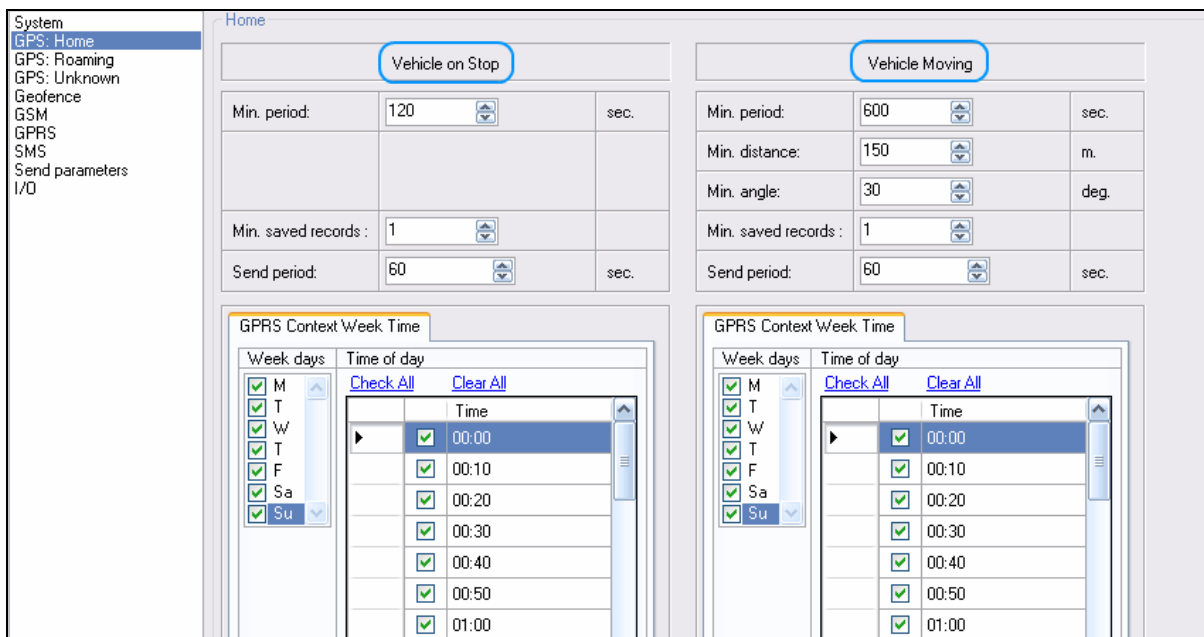 System
GPS: Home
GPS: Roaming
GPS: Unknown
Geofence
GSM
GPRS
SMS
Send parameters
I/O
Home
Vehicle on Stop
Min. period: 120 sec.
Min. saved records : 1
Send period: 60 sec.
GPRS Context Week Time
Week days Time of day
M
T
W
T
F
Sa
Su
Check All Clear All
Time
00:00
00:10
00:20
00:30
00:40
00:50
01:00
Vehicle Moving
Min. period: 600 sec.
Min. distance: 150 m.
Min. angle: 30 deg.
Min. saved records : 1
Send period: 60 sec.
GPRS Context Week Time
Week days Time of day
M
T
W
T
F
Sa
Su
Check All Clear All
Time
00:00
00:10
00:20
00:30
00:40
00:50
01:00